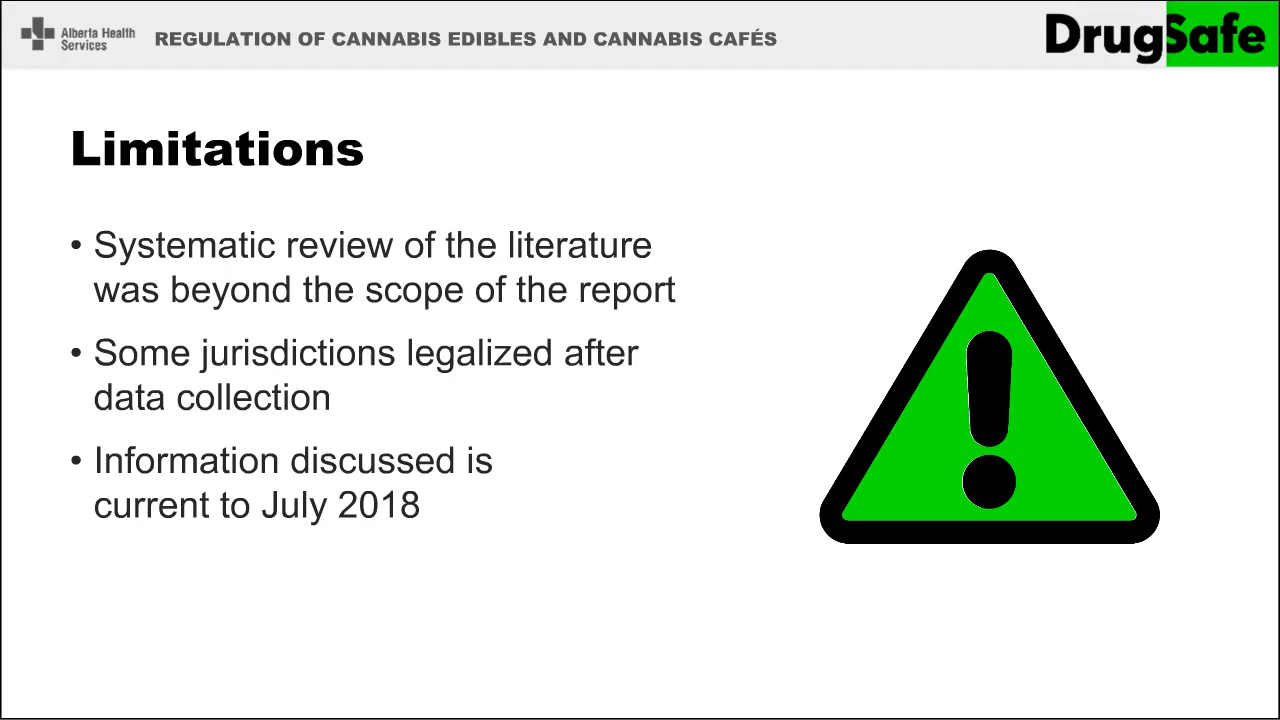 Alberta Health
Services
REGULATION OF CANNABIS EDIBLES AND CANNABIS CAFÉS
DrugSafe
Limitations
• Systematic review of the literature
was beyond the scope of the report
• Some jurisdictions legalized after
data collection
• Information discussed is
current to July 2018